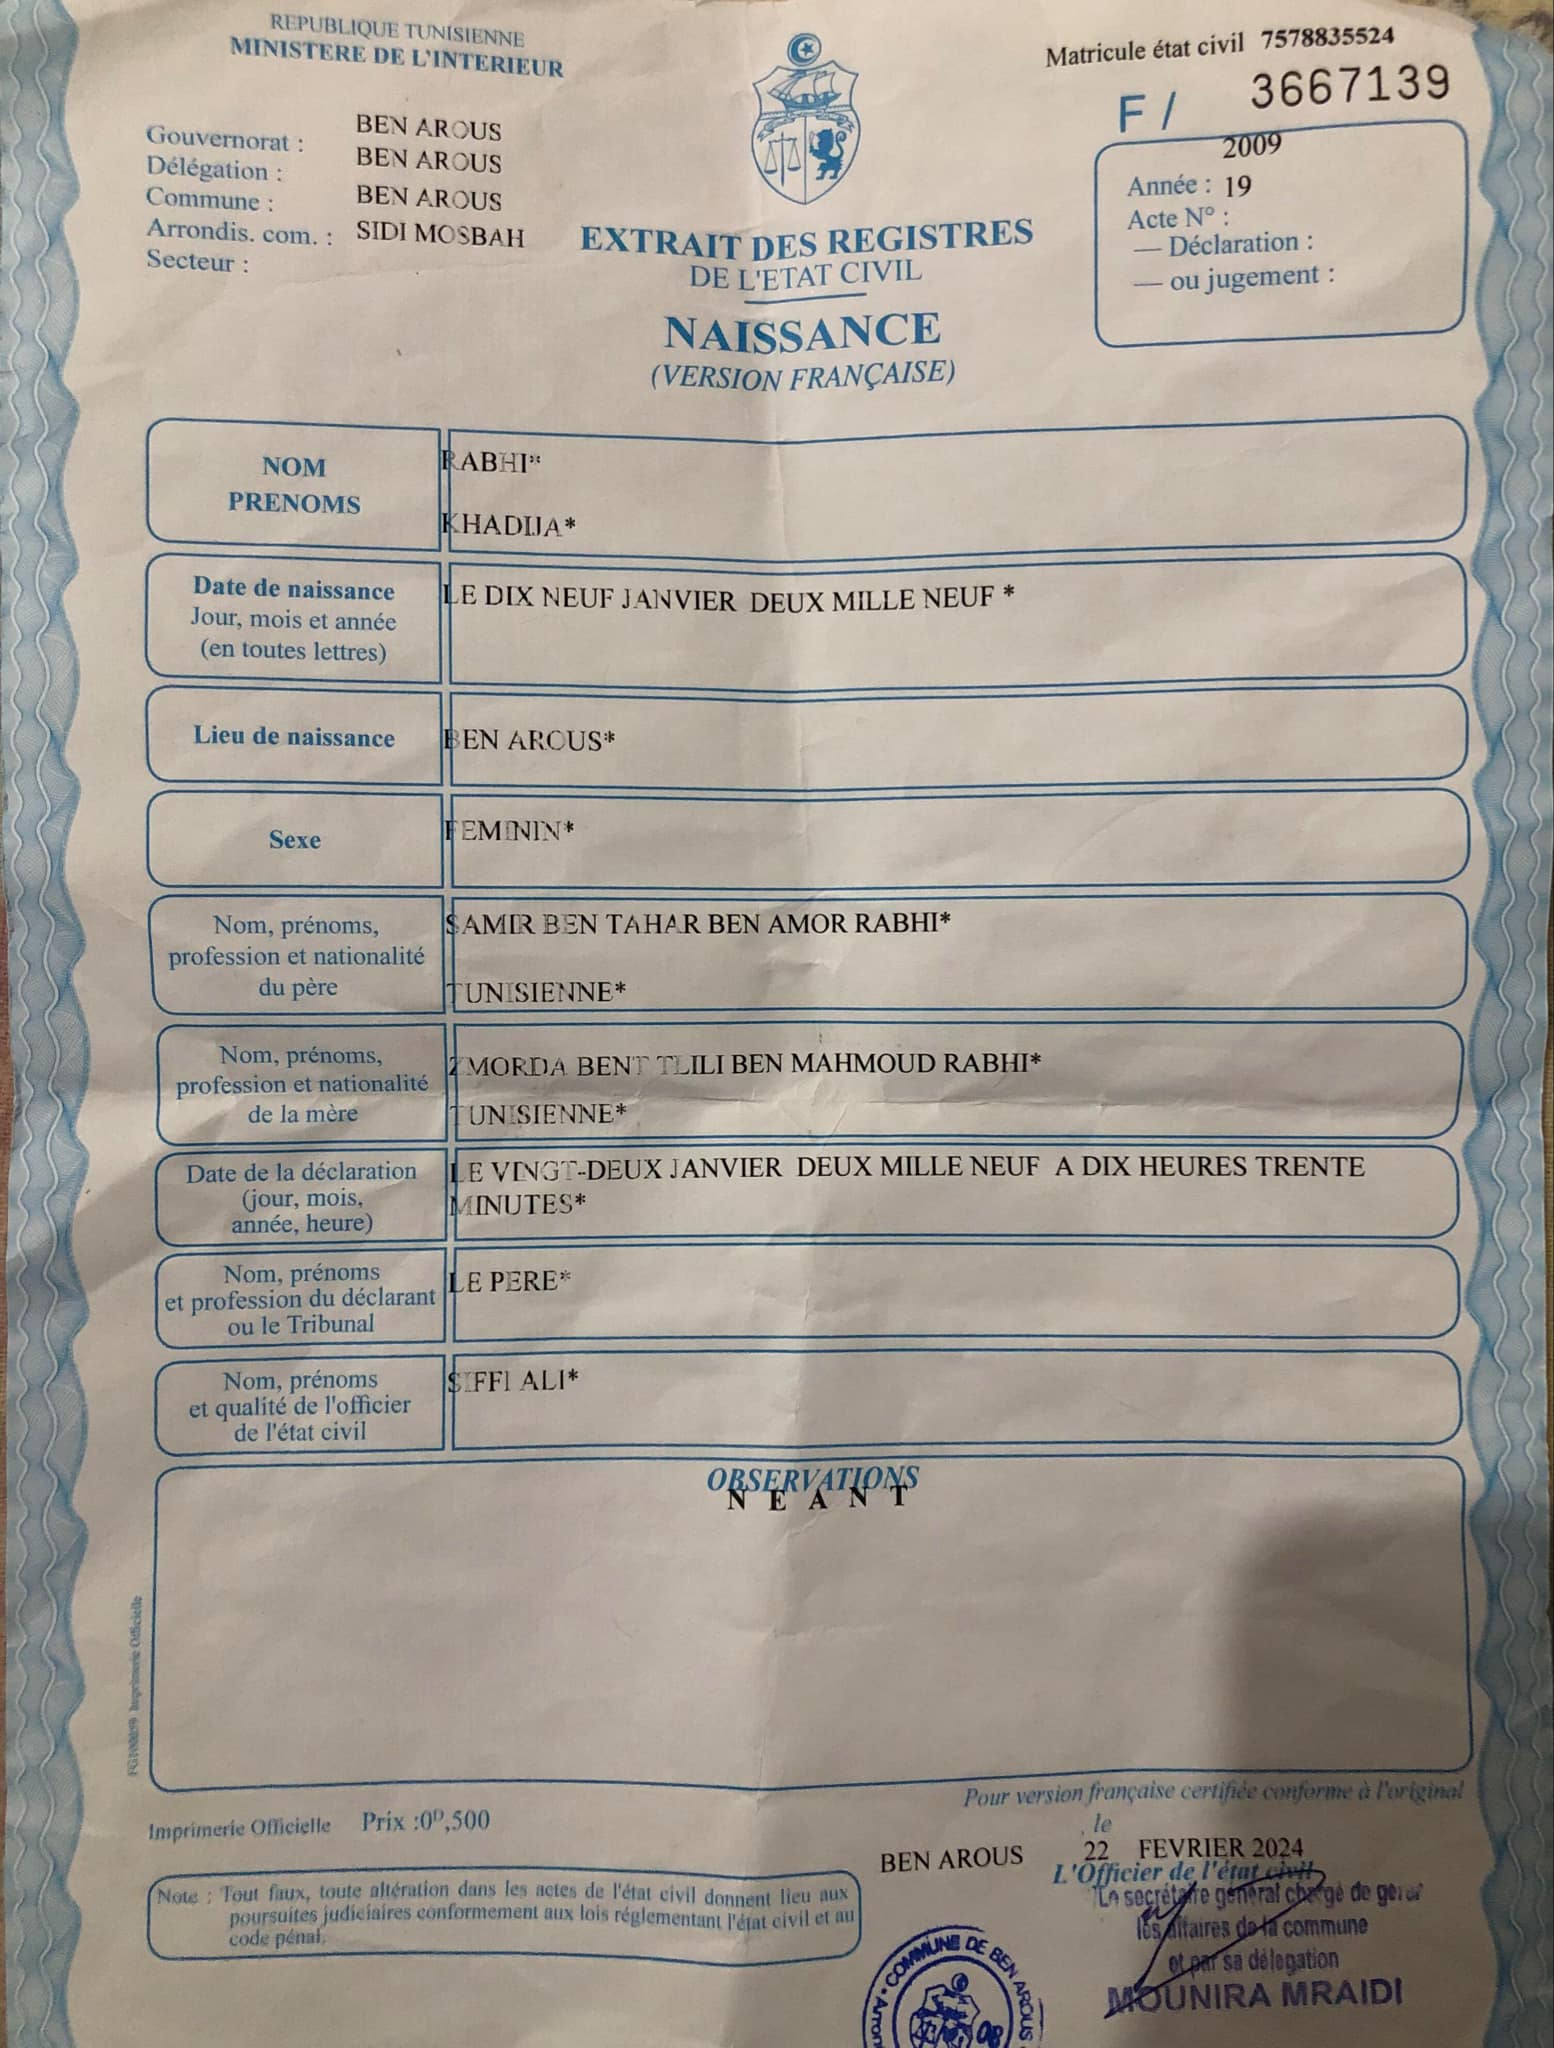 REPUBLIQUE TUNISIENNE
MINISTERE DE L'INTERIEUR
Matricule état civil 7578835524
F / 3667139
Gouvernorat : BEN AROUS
Délégation : BEN AROUS
Commune : BEN AROUS
Arrondis. com. : SIDI MOSBAH
Secteur :
2009
Année : 19
Acte N° :
— Déclaration :
— ou jugement :
EXTRAIT DES REGISTRES
DE L'ETAT CIVIL
NAISSANCE
(VERSION FRANÇAISE)
NOM
PRENOMS
RABHI*
KHADIJA*
Date de naissance
Jour, mois et année
(en toutes lettres)
LE DIX NEUF JANVIER DEUX MILLE NEUF *
Lieu de naissance
BEN AROUS*
Sexe
FEMININ*
Nom, prénoms,
profession et nationalité
du père
SAMIR BEN TAHAR BEN AMOR RABHI*
TUNISIENNE*
Nom, prénoms,
profession et nationalité
de la mère
ZMORDA BENT TLILI BEN MAHMOUD RABHI*
TUNISIENNE*
Date de la déclaration
(jour, mois,
année, heure)
LE VINGT-DEUX JANVIER DEUX MILLE NEUF A DIX HEURES TRENTE
MINUTES*
Nom, prénoms
et profession du déclarant
ou le Tribunal
LE PERE*
Nom, prénoms
et qualité de l'officier
de l'état civil
SIFFI ALI*
OBSERVATIONS
N E A N T
Imprimerie Officielle
Pour version française certifiée conforme à l'original
Imprimerie Officielle Prix :0ᴰ,500
le
BEN AROUS 22 FEVRIER 2024
L'Officier de l'état civil
Le secrétaire général chargé de gerer
les affaires de la commune
et par sa délegation
MOUNIRA MRAIDI
Note : Tout faux, toute altération dans les actes de l'état civil donnent lieu aux
poursuites judiciaires conformement aux lois réglementant l'état civil et au
code pénal.
COMMUNE DE BEN AROUS
08